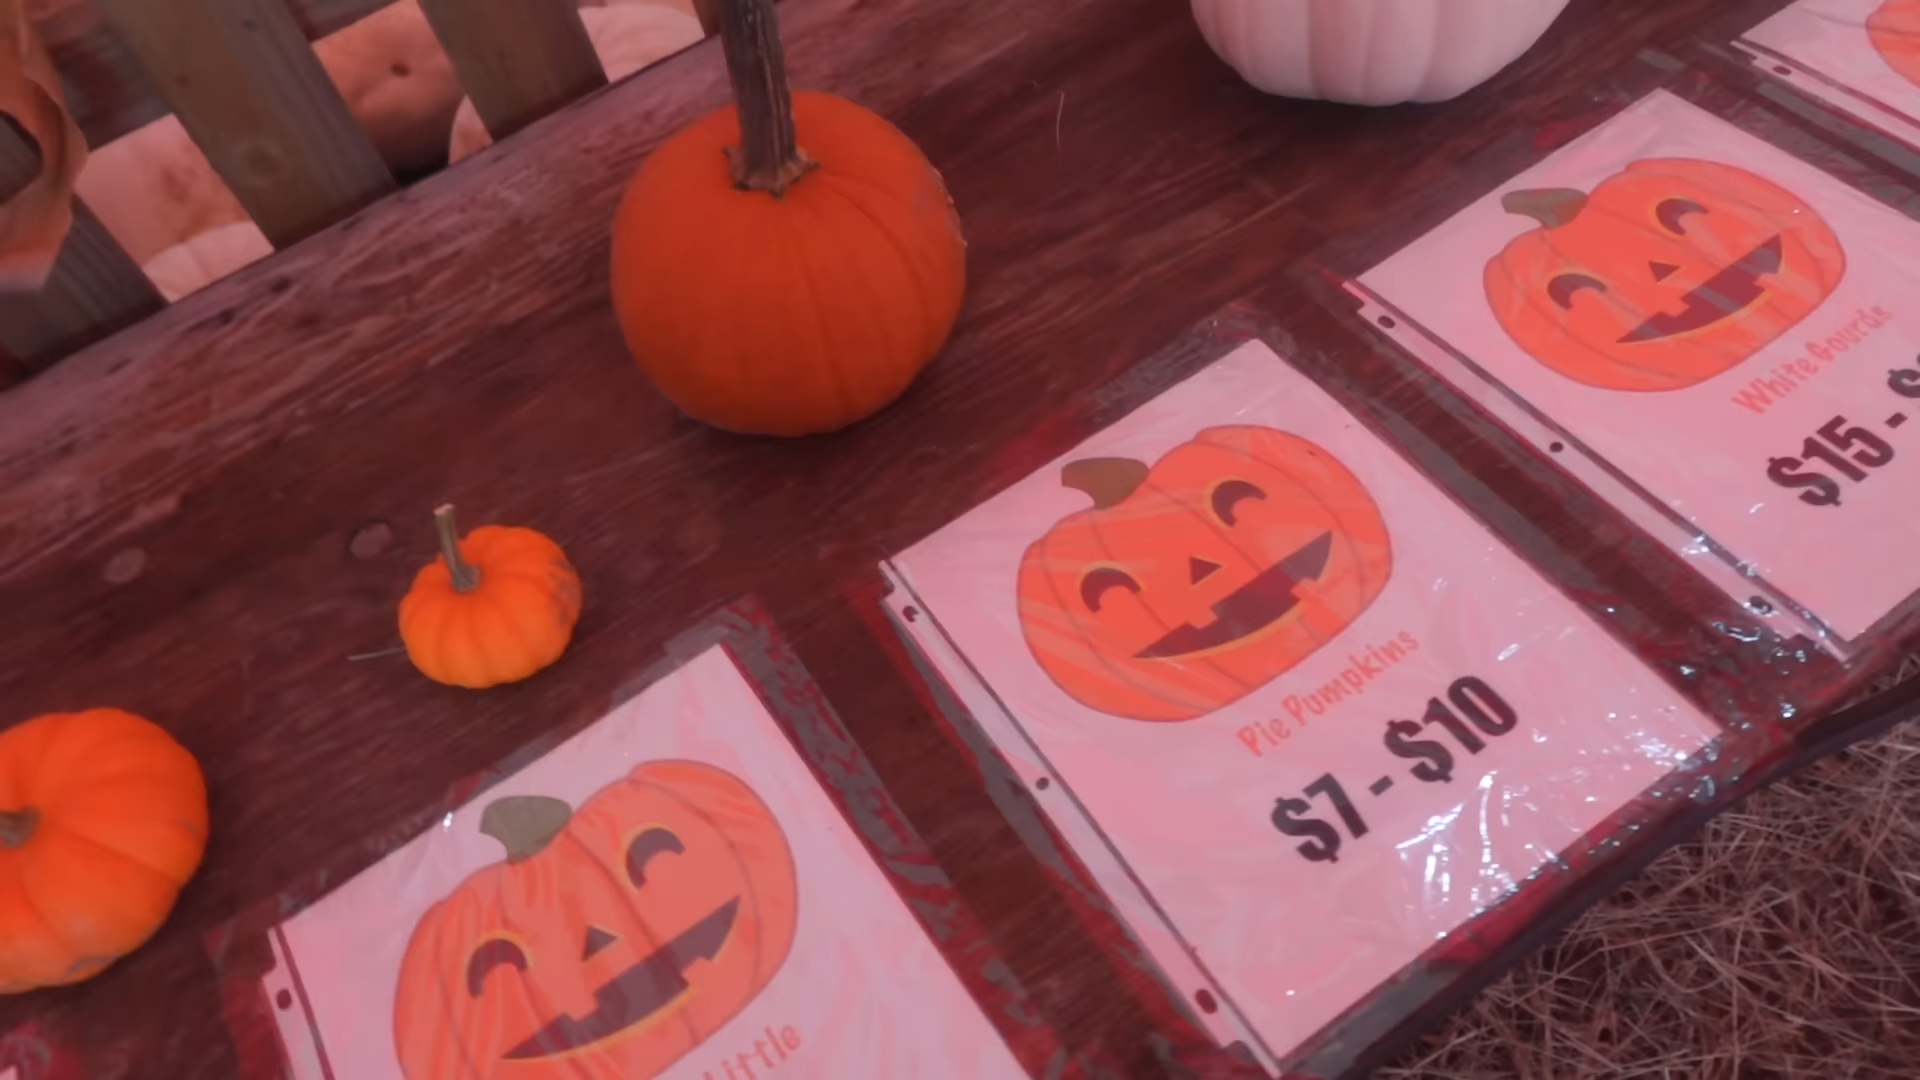 Little
Pie Pumpkins
$7 - $10
White Gourds
$15 -